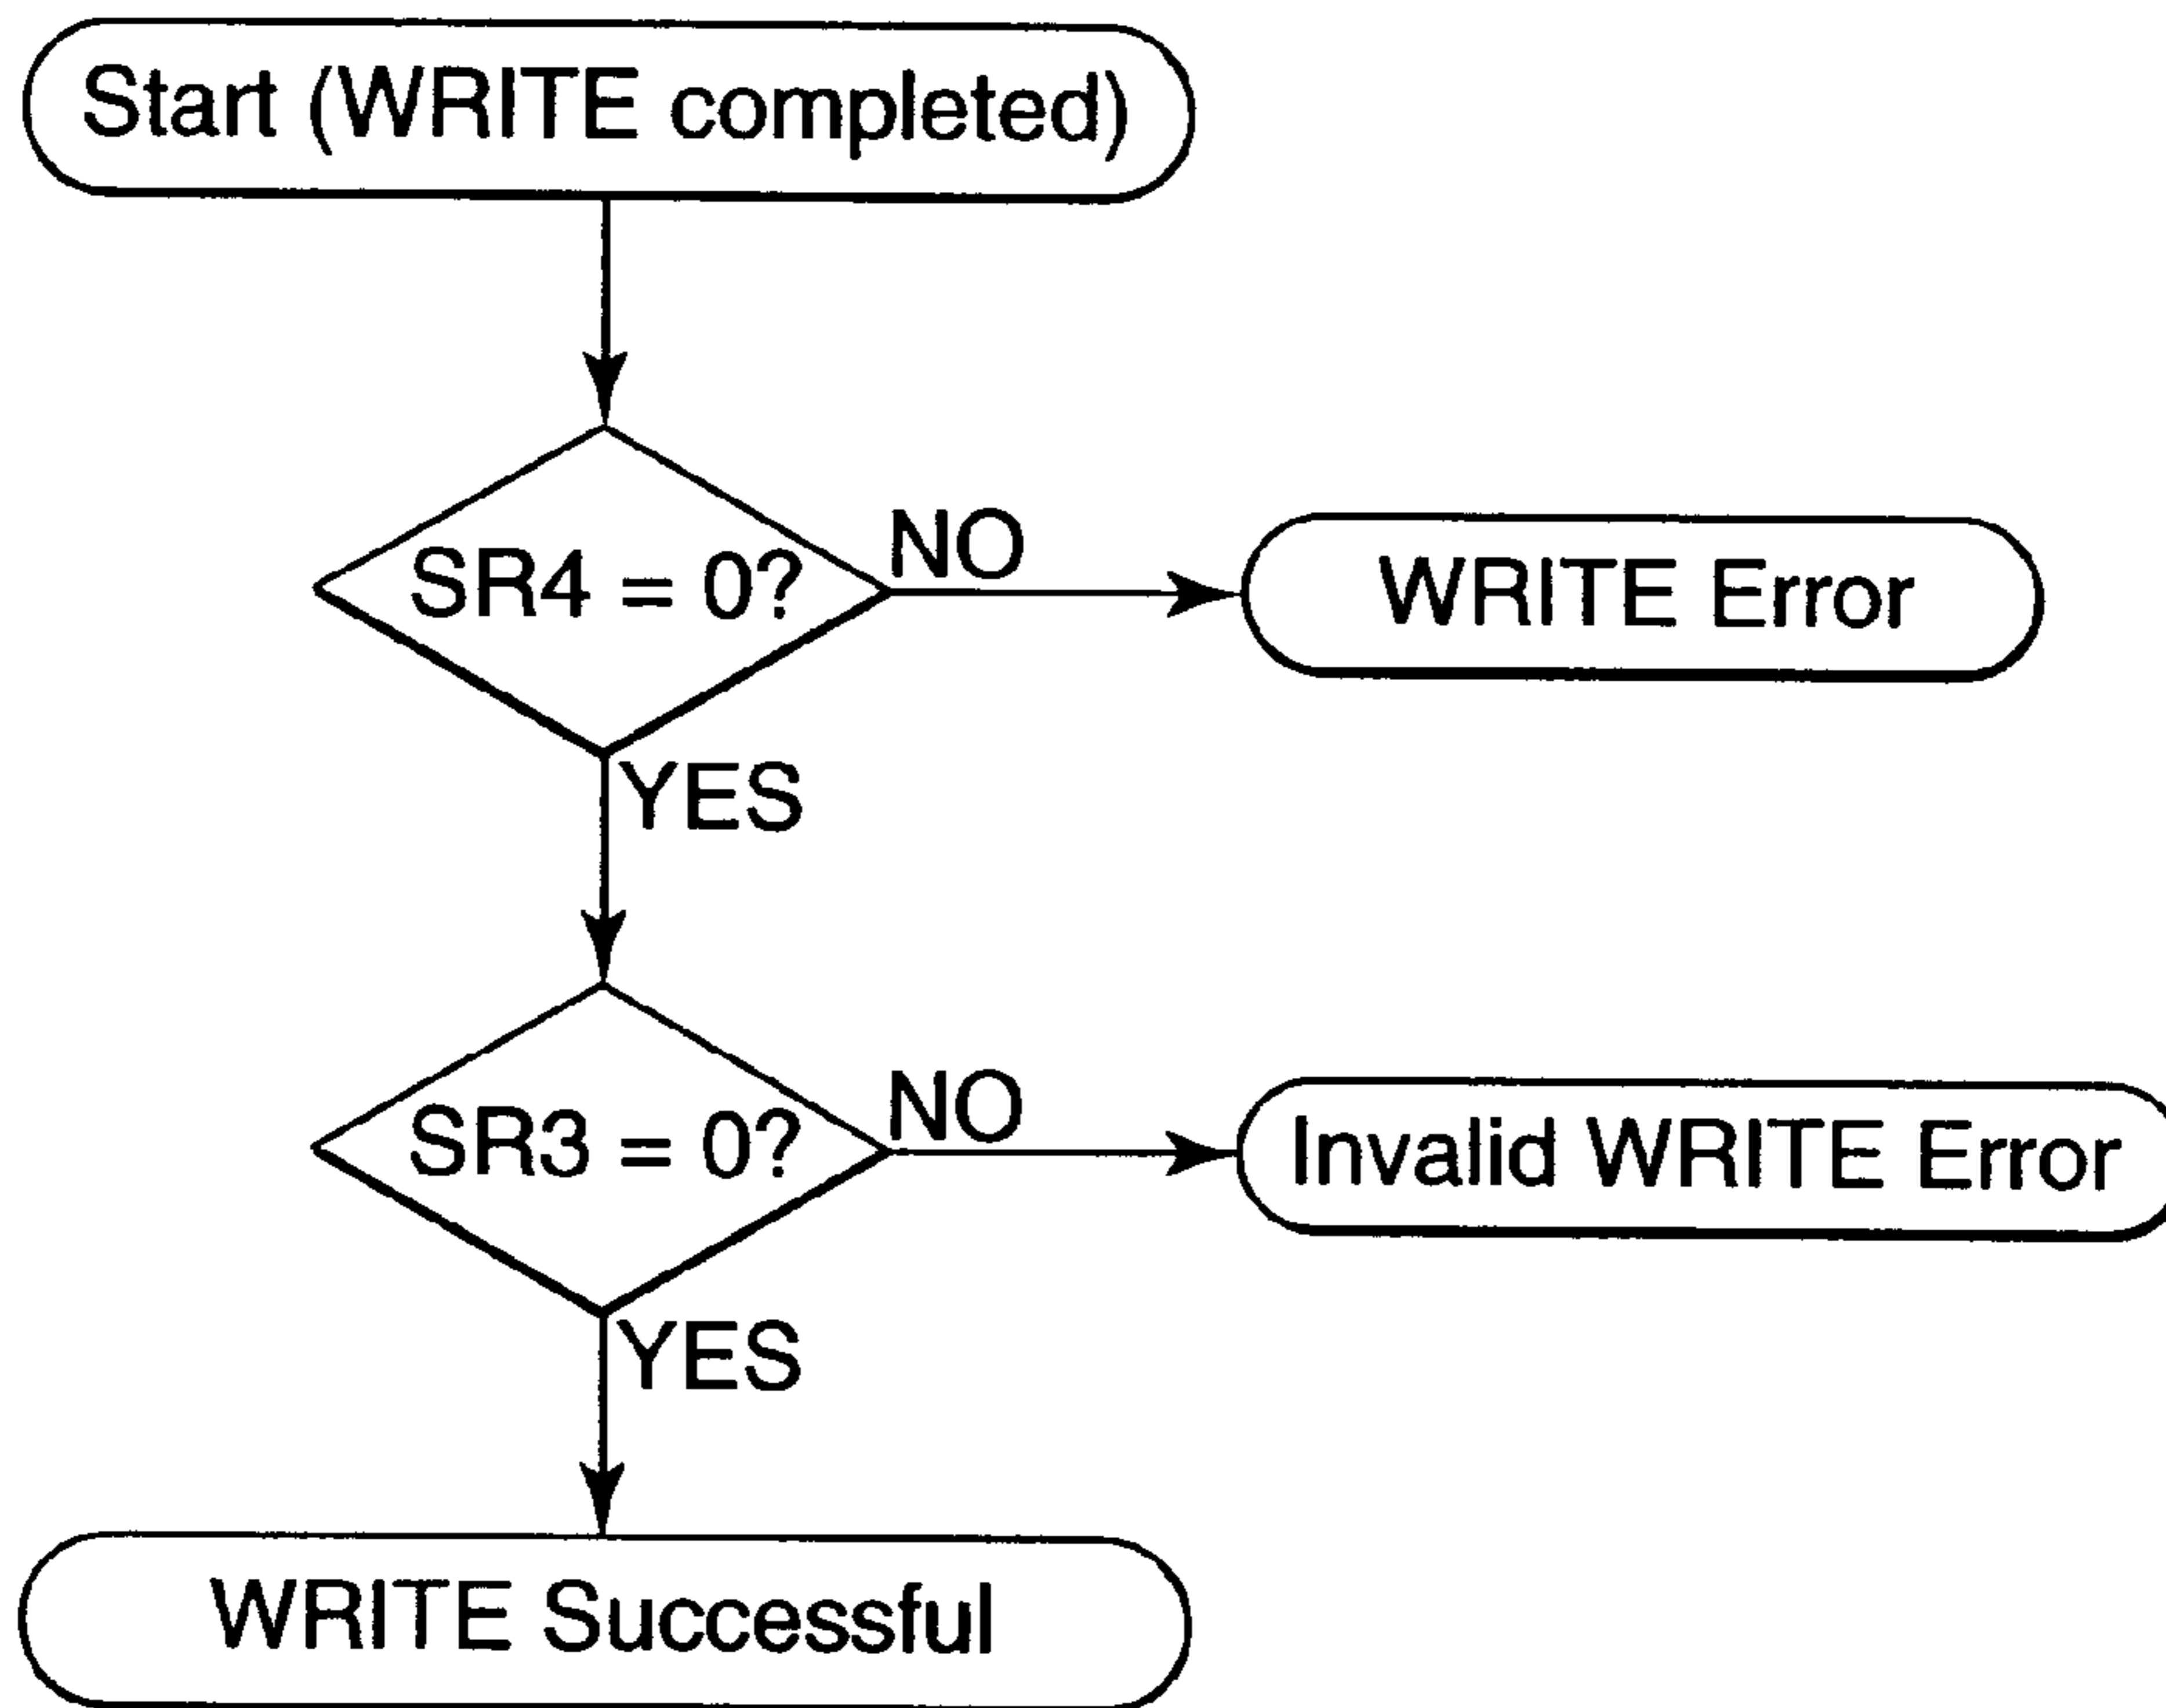 Start (WRITE completed)
SR4 = 0?
NO
WRITE Error
YES
SR3 = 0?
NO
Invalid WRITE Error
YES
WRITE Successful